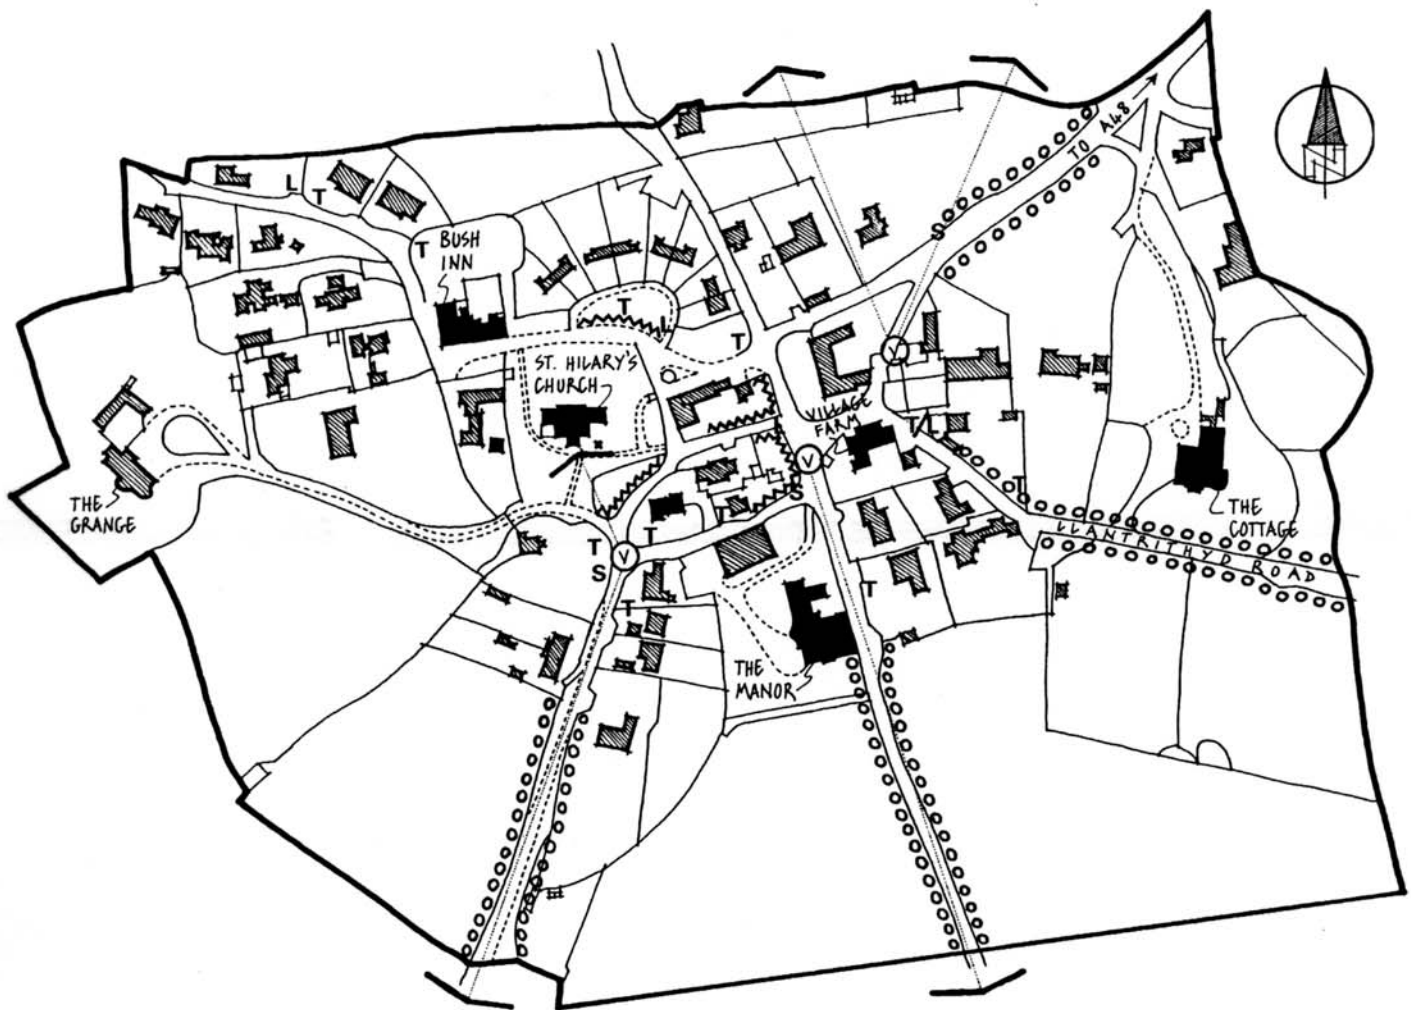 TO A48
L
T
T
BUSH
INN
S
T
L
T
ST. HILARY'S
CHURCH
V
VILLAGE
FARM
T/L
V
S
T
THE
GRANGE
T
THE
COTTAGE
LLANTRITHYD ROAD
T
T
V
S
T
T
THE
MANOR